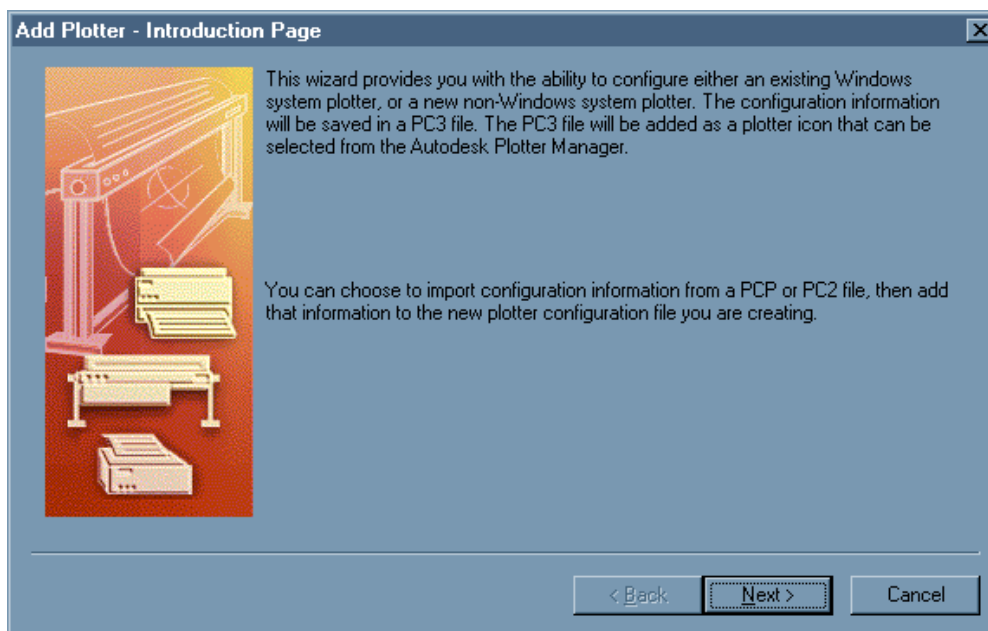 Add Plotter - Introduction Page
This wizard provides you with the ability to configure either an existing Windows
system plotter, or a new non-Windows system plotter. The configuration information
will be saved in a PC3 file. The PC3 file will be added as a plotter icon that can be
selected from the Autodesk Plotter Manager.
You can choose to import configuration information from a PCP or PC2 file, then add
that information to the new plotter configuration file you are creating.
< Back
Next >
Cancel